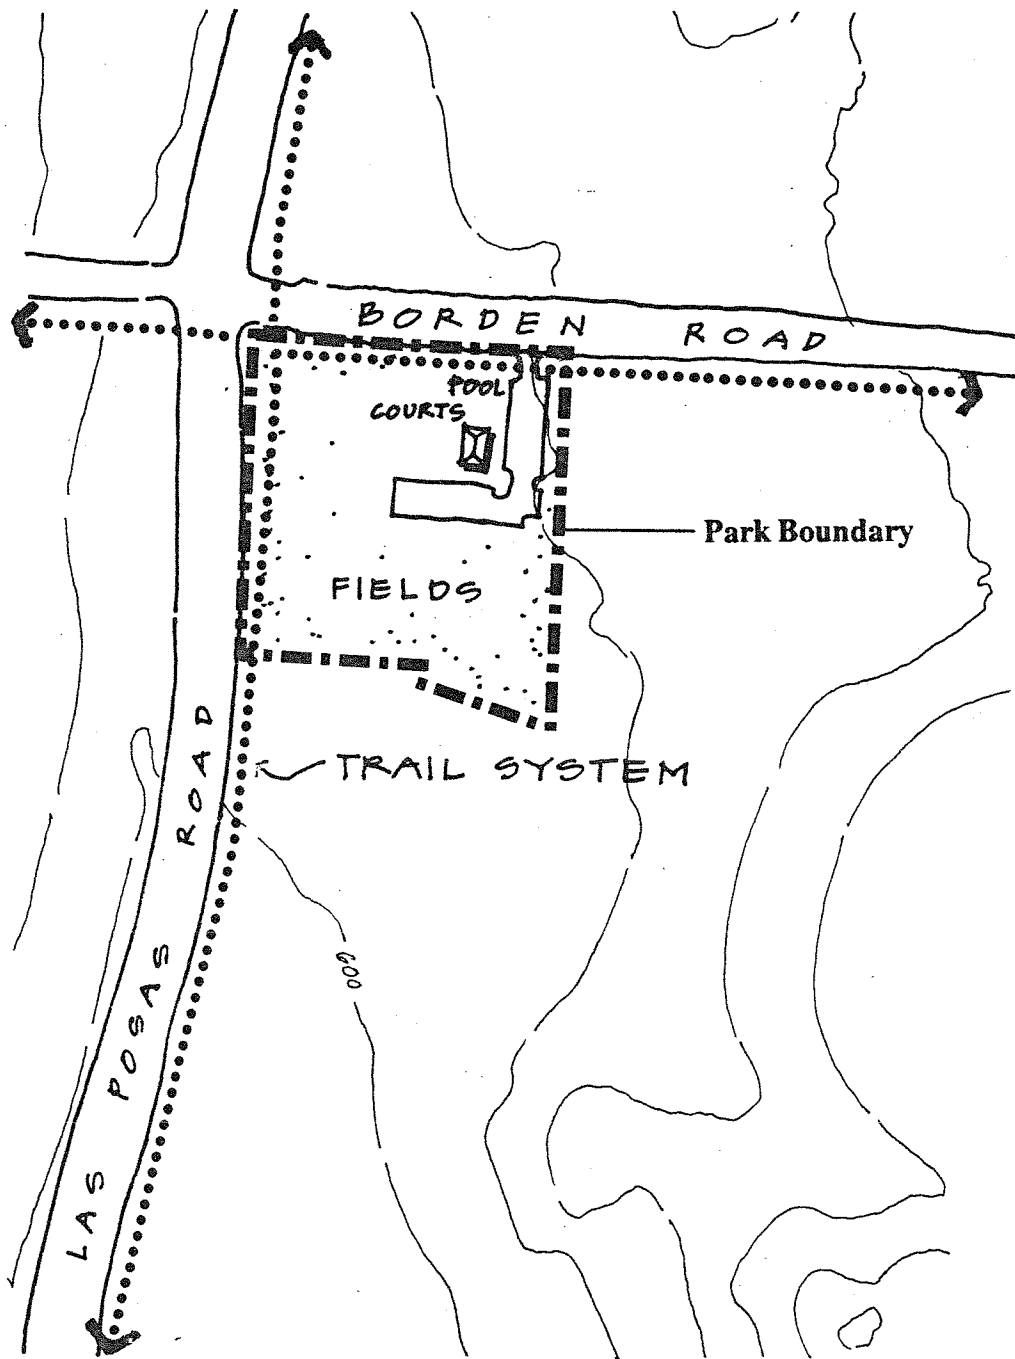 BORDEN ROAD
POOL
COURTS
Park Boundary
FIELDS
TRAIL SYSTEM
LAS POSAS ROAD
600